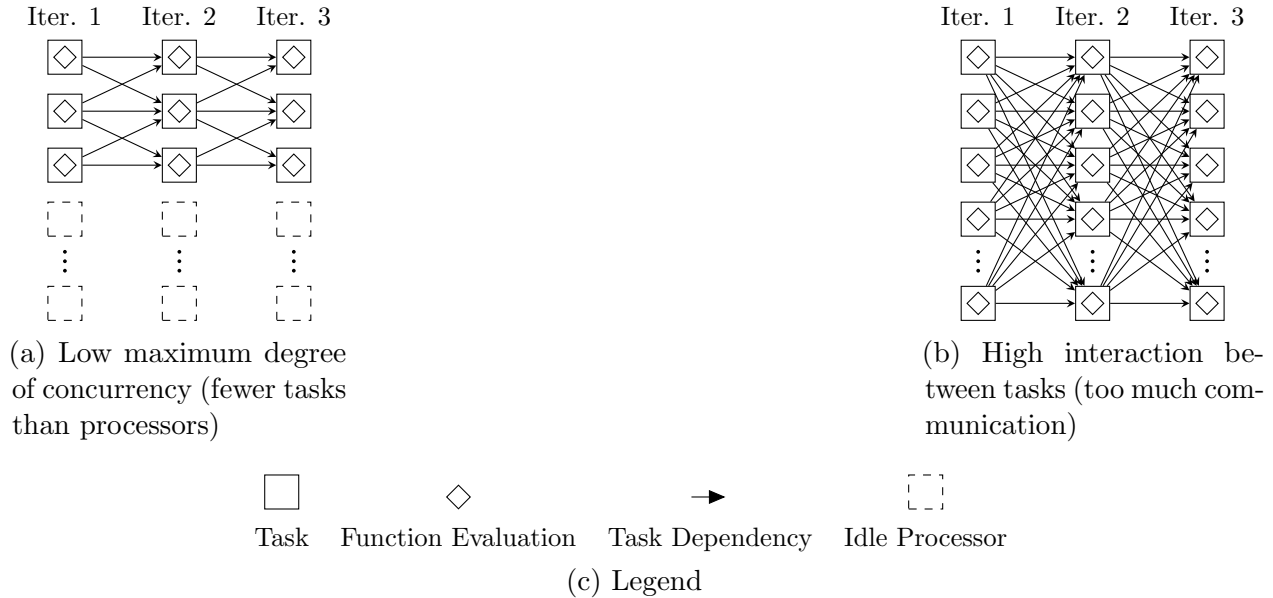 Iter. 1 Iter. 2 Iter. 3
(a) Low maximum degree
of concurrency (fewer tasks
than processors)
Iter. 1 Iter. 2 Iter. 3
(b) High interaction be-
tween tasks (too much com-
munication)
Task Function Evaluation Task Dependency Idle Processor
(c) Legend